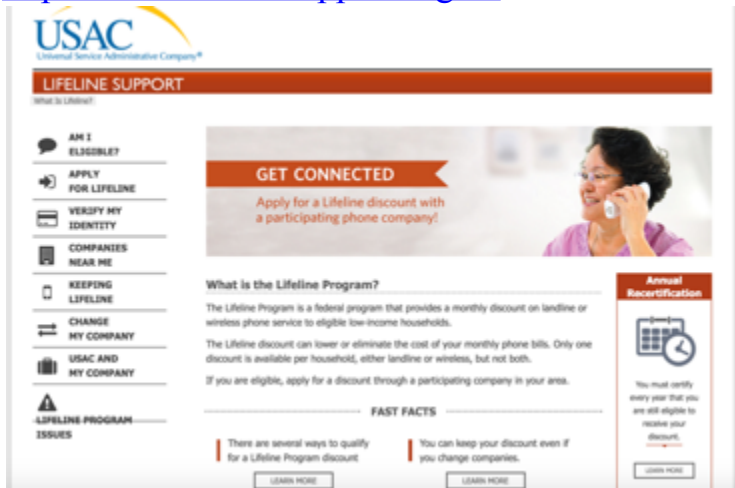 USAC
Universal Service Administrative Company®
LIFELINE SUPPORT
What Is Lifeline?
AM I
ELIGIBLE?
APPLY
FOR LIFELINE
VERIFY MY
IDENTITY
COMPANIES
NEAR ME
KEEPING
LIFELINE
CHANGE
MY COMPANY
USAC AND
MY COMPANY
LIFELINE PROGRAM
ISSUES
GET CONNECTED
Apply for a Lifeline discount with
a participating phone company!
What is the Lifeline Program?
The Lifeline Program is a federal program that provides a monthly discount on landline or
wireless phone service to eligible low-income households.
The Lifeline discount can lower or eliminate the cost of your monthly phone bills. Only one
discount is available per household, either landline or wireless, but not both.
If you are eligible, apply for a discount through a participating company in your area.
FAST FACTS
There are several ways to qualify
for a Lifeline Program discount
LEARN MORE
You can keep your discount even if
you change companies.
LEARN MORE
Annual
Recertification
You must certify
every year that you
are still eligible to
receive your
discount.
LEARN MORE